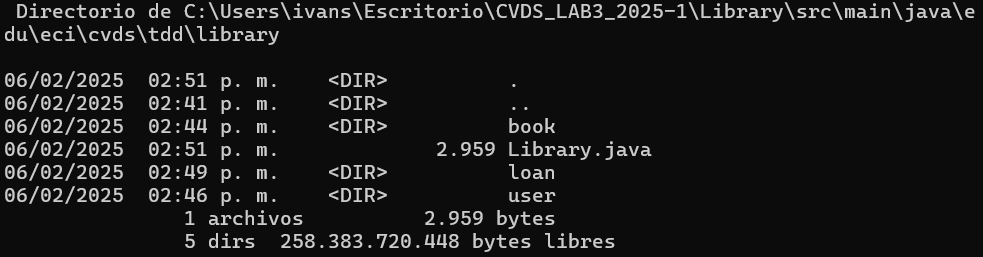 Directorio de C:\Users\ivans\Escritorio\CVDS_LAB3_2025-1\Library\src\main\java\e
du\eci\cvds\tdd\library
06/02/2025  02:51 p. m.    <DIR>          .
06/02/2025  02:41 p. m.    <DIR>          ..
06/02/2025  02:44 p. m.    <DIR>          book
06/02/2025  02:51 p. m.             2.959 Library.java
06/02/2025  02:49 p. m.    <DIR>          loan
06/02/2025  02:46 p. m.    <DIR>          user
               1 archivos          2.959 bytes
               5 dirs  258.383.720.448 bytes libres